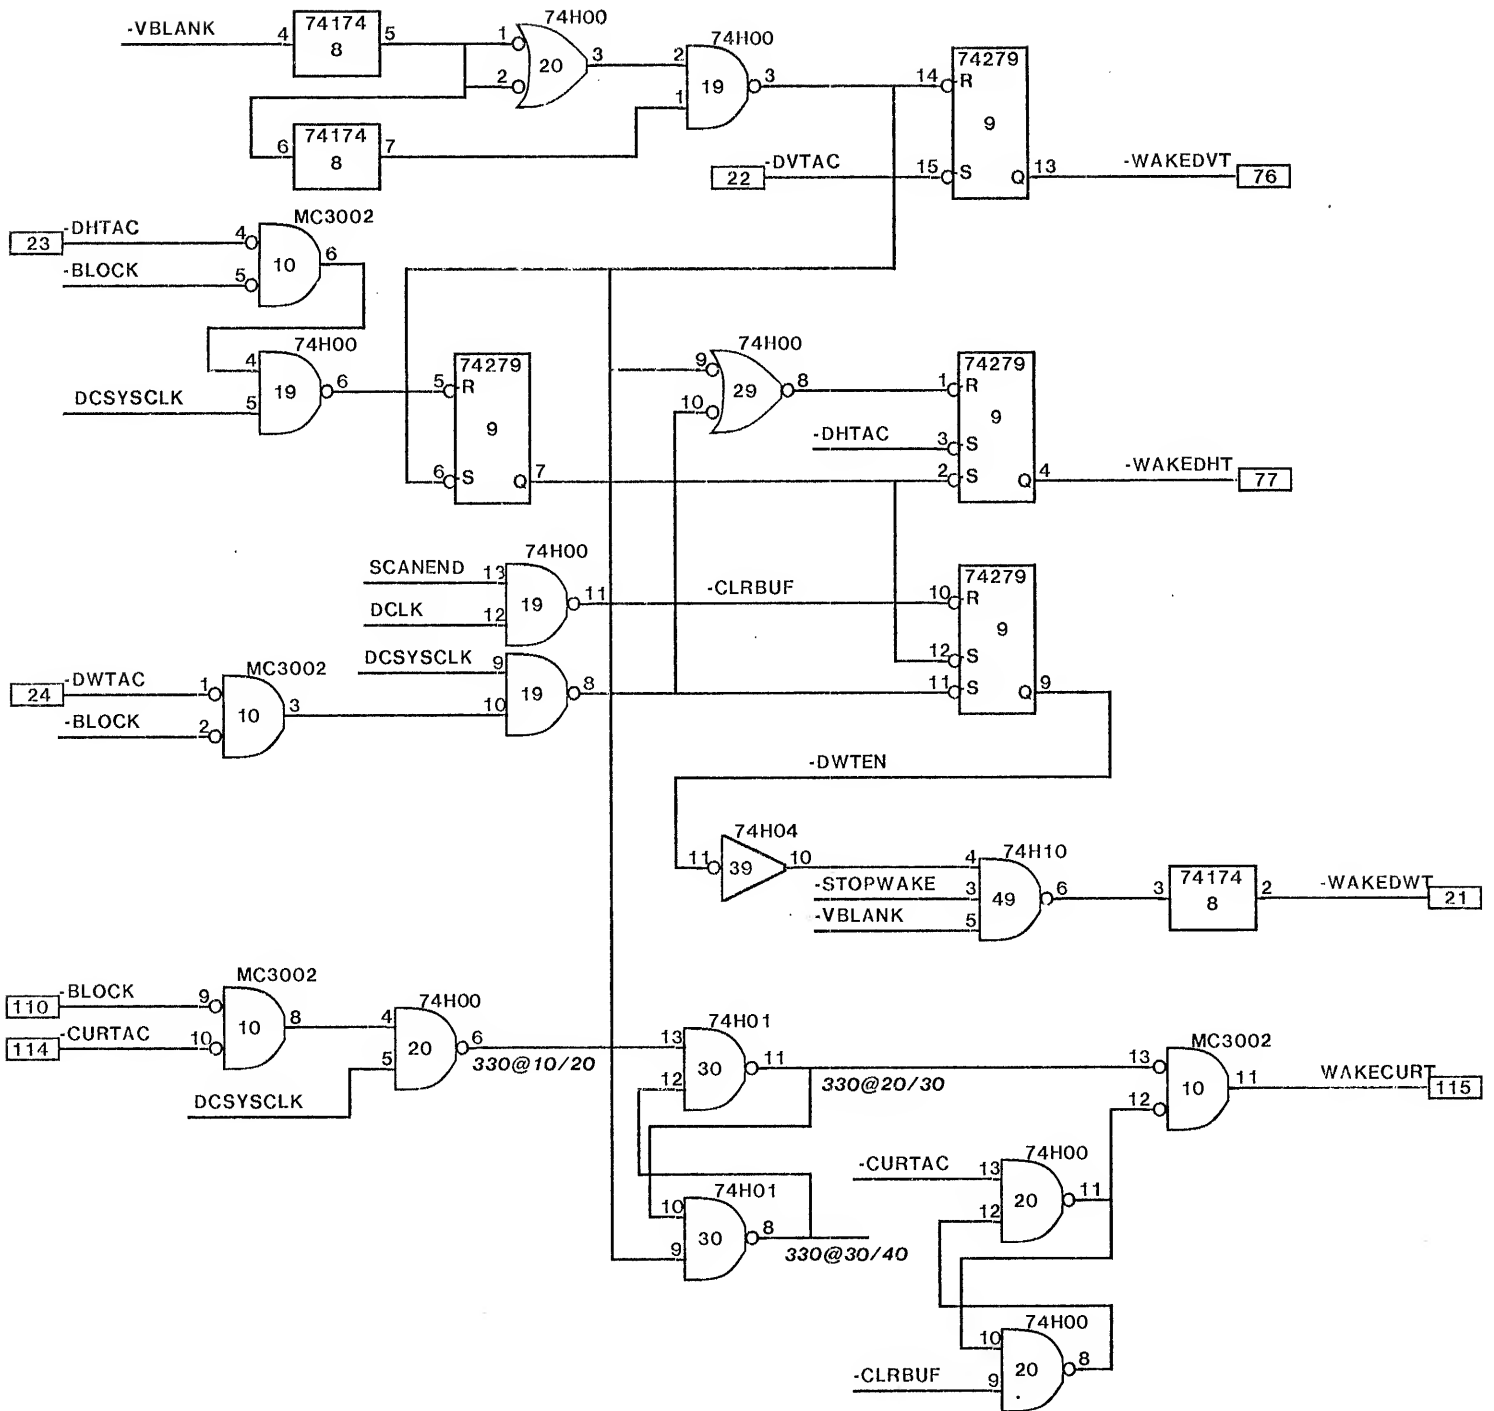 74H00
-VBLANK 4 74174 8 5 1 2 20 3
74H00
2 1 19 3
6 74174 8 7
14 R 74279 9
-DVTAC
22 15 S Q 13 -WAKEDVT 76
MC3002
23 -DHTAC 4
-BLOCK 5 10 6
74H00
4 19 6
DCSYSCLK 5
5 R 74279 9
6 S Q 7
74H00
9 10 29 8
1 R 74279 9
-DHTAC 3 S
2 S Q 4 -WAKEDHT 77
74H00
SCANEND 13
DCLK 12 19 11 -CLRBUF
74279
10 R 9
12 S
11 S Q 9
DCSYSCLK 9
10 19 8
MC3002
24 -DWTAC 1
-BLOCK 2 10 3
-DWTEN
74H04
11 39 10
74H10
4
-STOPWAKE 3 49 6
-VBLANK 5
3 74174 8 2 -WAKEDWT 21
MC3002
110 -BLOCK 9
114 -CURTAC 10 10 8
74H00
4
5 20 6 330@10/20
DCSYSCLK
74H01
13
12 30 11 330@20/30
MC3002
13
12 10 11 WAKECURT 115
74H01
10
9 30 8 330@30/40
74H00
-CURTAC 13
12 20 11
74H00
10
-CLRBUF 9 20 8